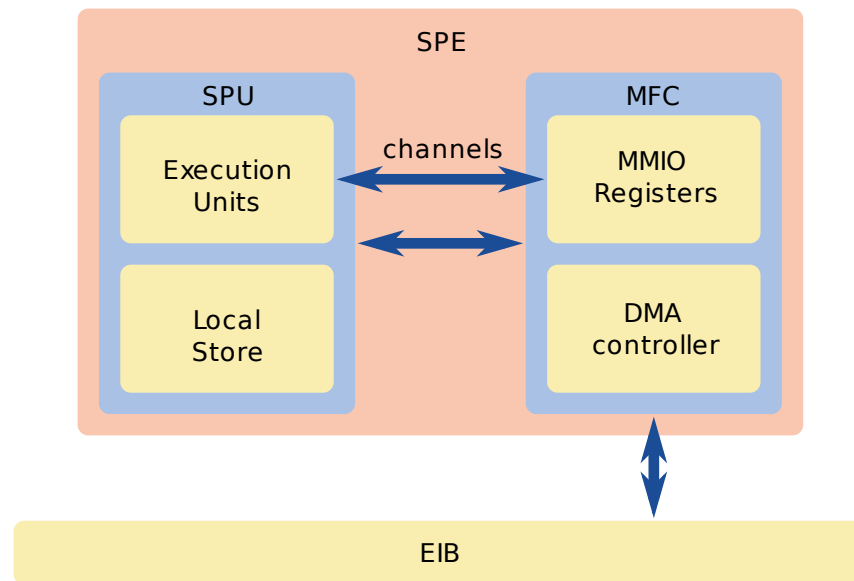 SPE
SPU
MFC
Execution
Units
channels
MMIO
Registers
Local
Store
DMA
controller
EIB